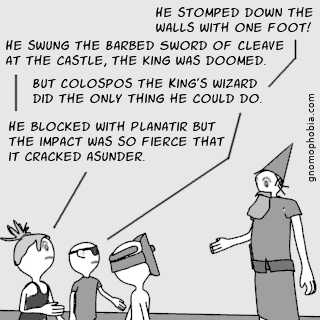 HE STOMPED DOWN THE
WALLS WITH ONE FOOT!
HE SWUNG THE BARBED SWORD OF CLEAVE
AT THE CASTLE, THE KING WAS DOOMED.
BUT COLOSPOS THE KING'S WIZARD
DID THE ONLY THING HE COULD DO.
HE BLOCKED WITH PLANATIR BUT
THE IMPACT WAS SO FIERCE THAT
IT CRACKED ASUNDER.
gnomophobia.com